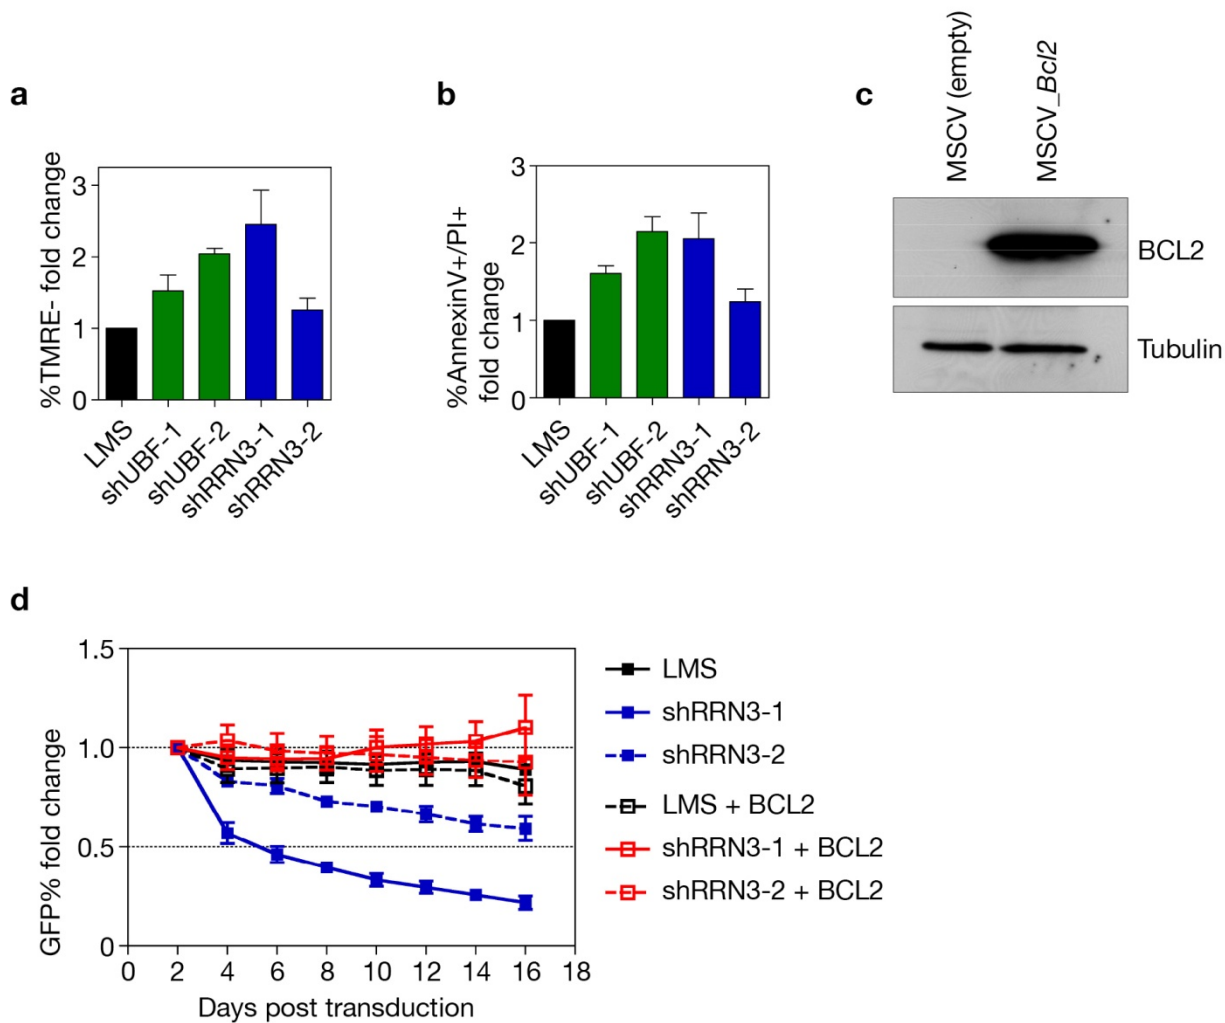 a
%TMRE- fold change
3
2
1
0
LMS
shUBF-1
shUBF-2
shRRN3-1
shRRN3-2
b
%AnnexinV+/PI+
fold change
3
2
1
0
LMS
shUBF-1
shUBF-2
shRRN3-1
shRRN3-2
c
MSCV (empty)
MSCV_Bcl2
BCL2
Tubulin
d
GFP% fold change
1.5
1.0
0.5
0
0 2 4 6 8 10 12 14 16 18
Days post transduction
LMS
shRRN3-1
shRRN3-2
LMS + BCL2
shRRN3-1 + BCL2
shRRN3-2 + BCL2